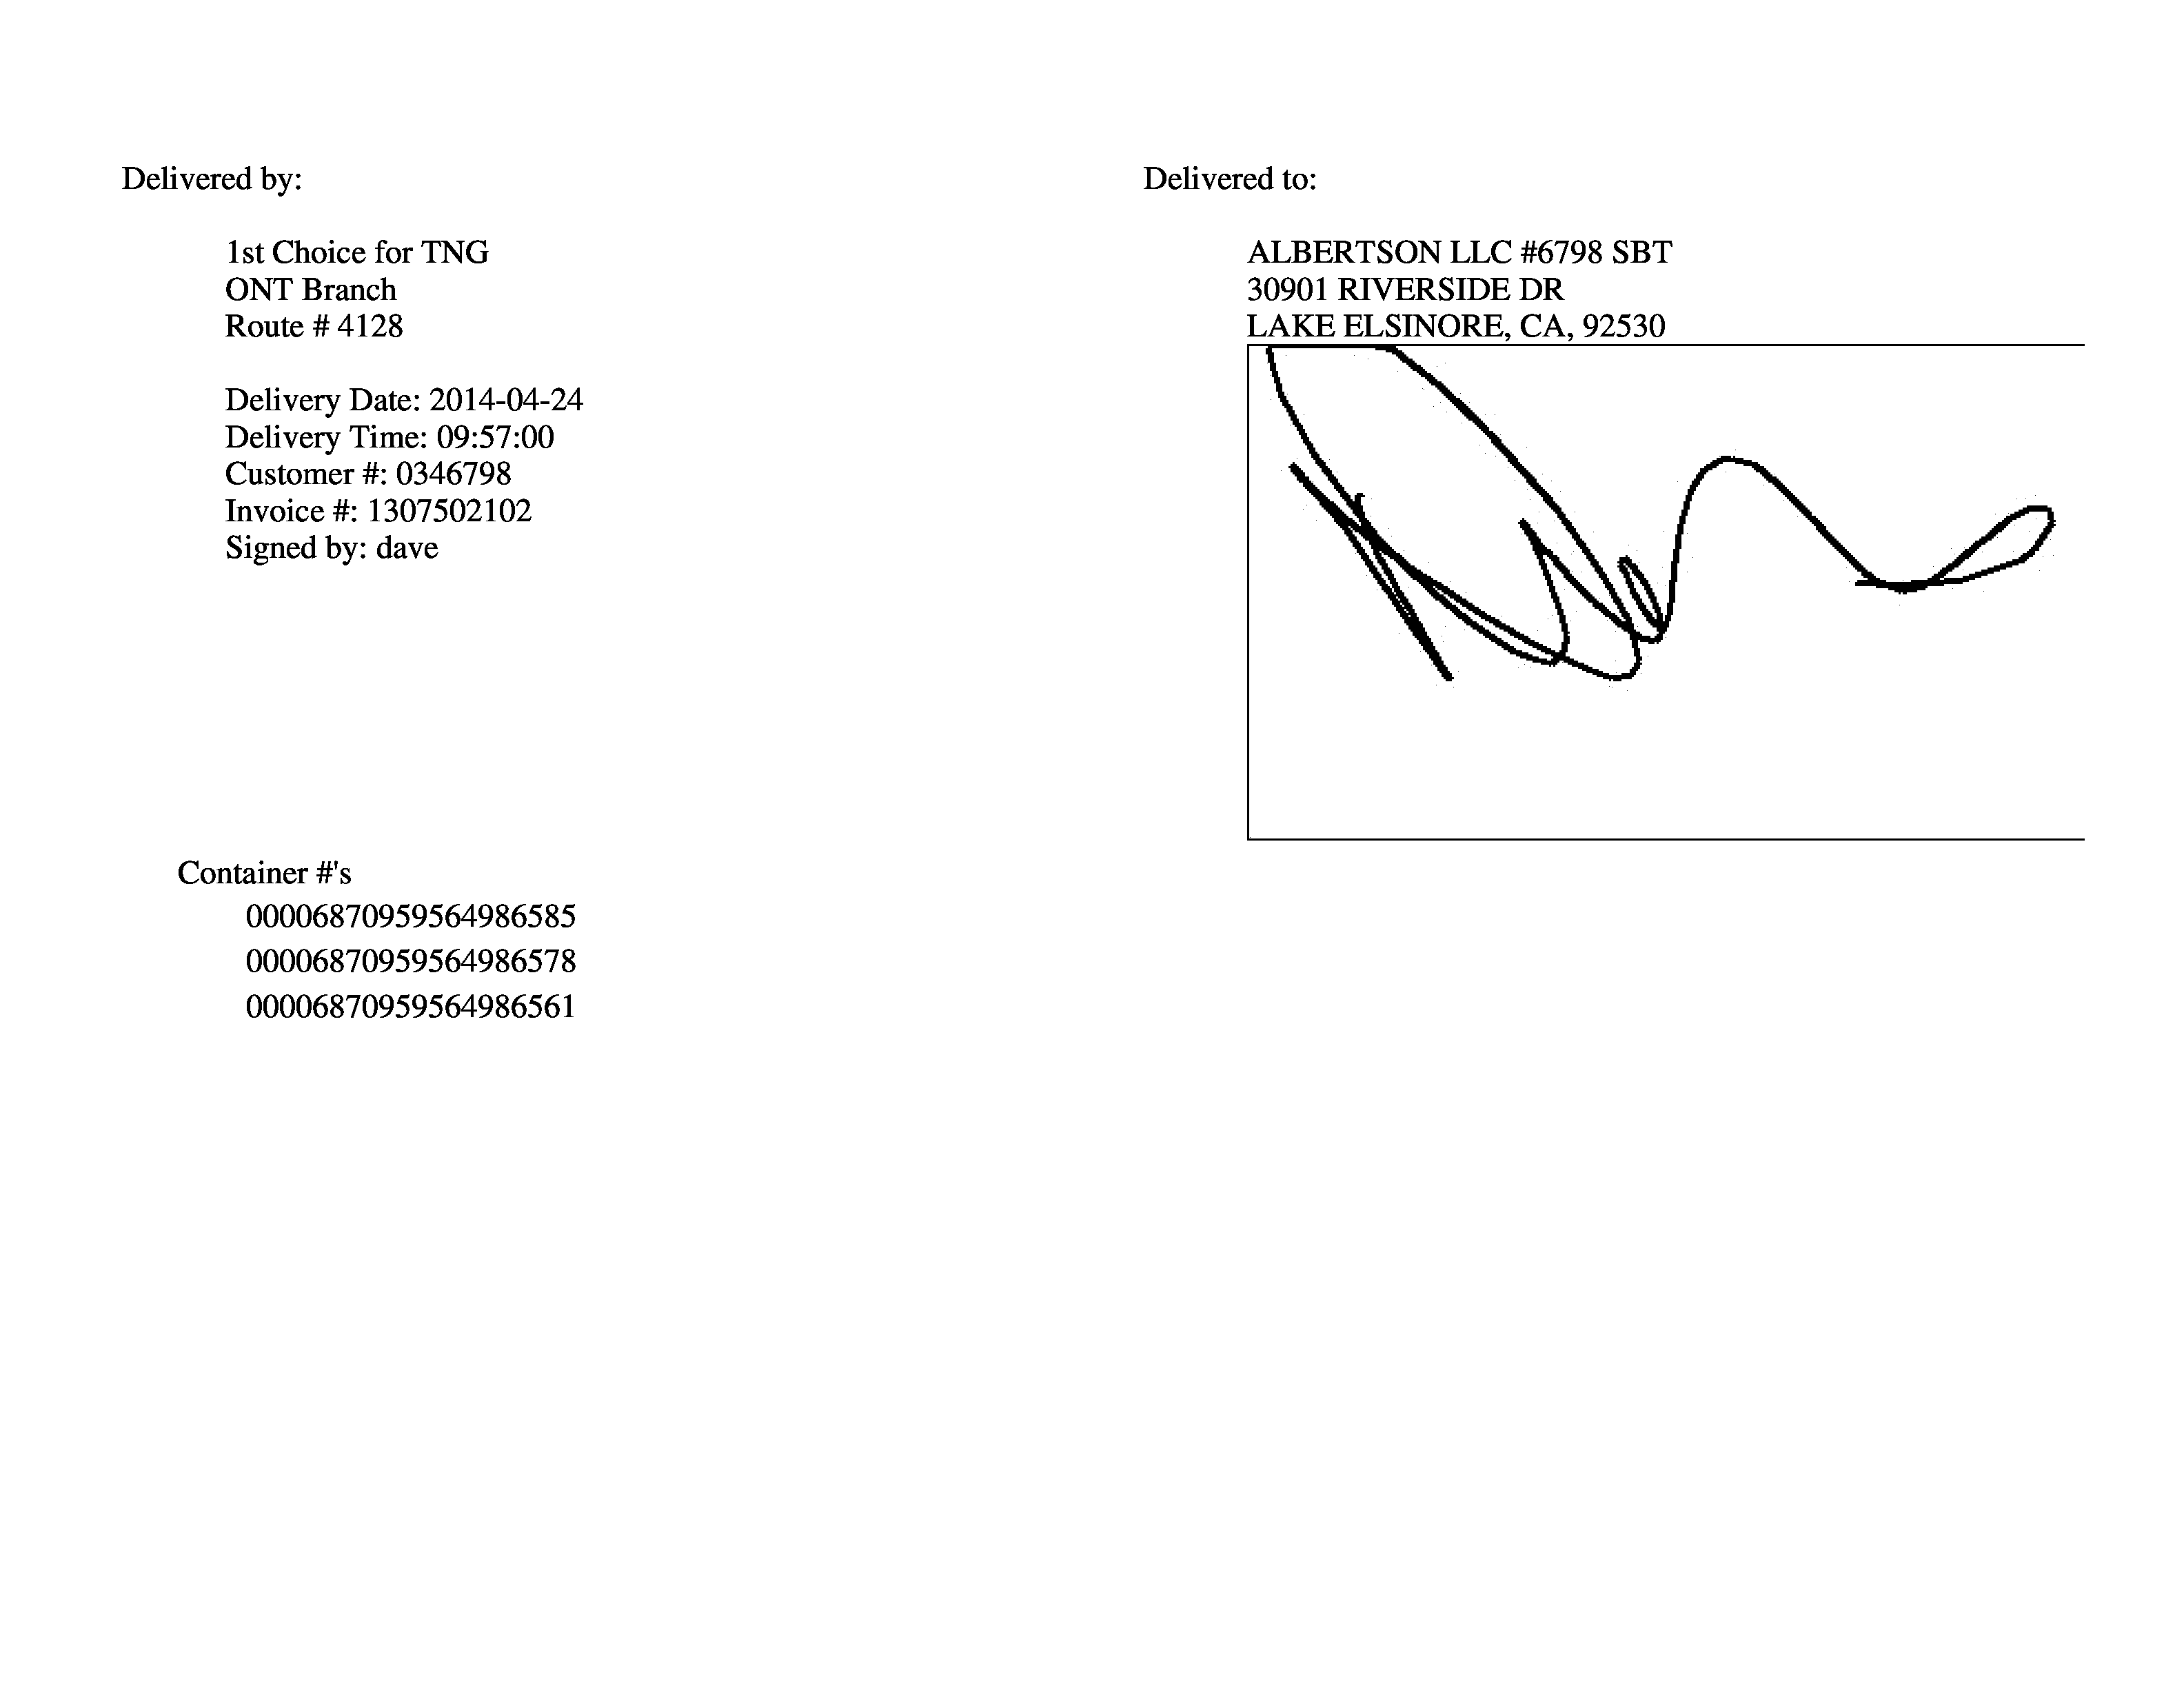 Delivered by:
1st Choice for TNG
ONT Branch
Route # 4128
Delivery Date: 2014-04-24
Delivery Time: 09:57:00
Customer #: 0346798
Invoice #: 1307502102
Signed by: dave
Delivered to:
ALBERTSON LLC #6798 SBT
30901 RIVERSIDE DR
LAKE ELSINORE, CA, 92530
Container #'s
00006870959564986585
00006870959564986578
00006870959564986561